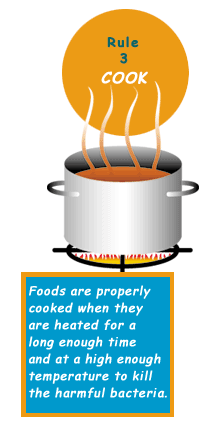 Rule
3
COOK
Foods are properly
cooked when they
are heated for a
long enough time
and at a high enough
temperature to kill
the harmful bacteria.